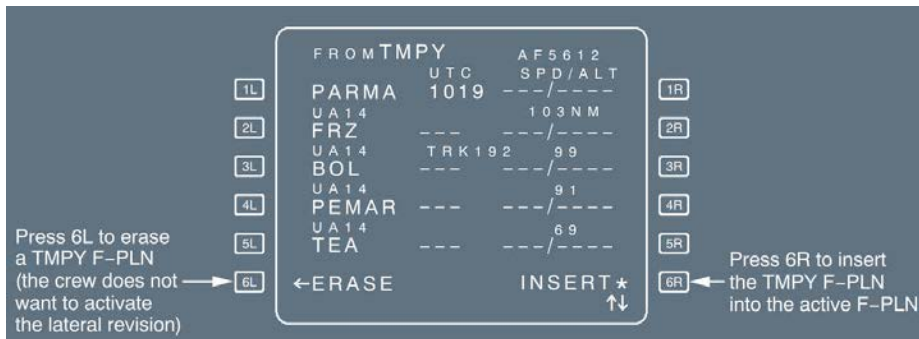 FROM TMPY AF5612
UTC SPD/ALT
1L PARMA 1019 ---/---- 1R
UA14 103NM
2L FRZ --- ---/---- 2R
UA14 TRK192 99
3L BOL --- ---/---- 3R
UA14 91
4L PEMAR --- ---/---- 4R
UA14 69
5L TEA --- ---/---- 5R
6L ←ERASE INSERT* 6R
↑↓
Press 6L to erase
a TMPY F–PLN
(the crew does not
want to activate
the lateral revision)
Press 6R to insert
the TMPY F–PLN
into the active F–PLN